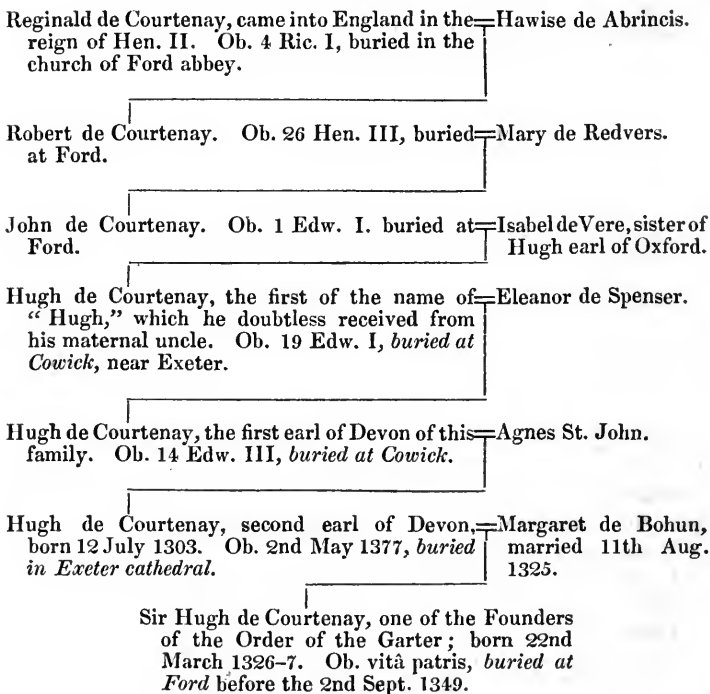 Reginald de Courtenay, came into England in the=Hawise de Abrincis.
reign of Hen. II. Ob. 4 Ric. I, buried in the
church of Ford abbey.
Robert de Courtenay. Ob. 26 Hen. III, buried=Mary de Redvers.
at Ford.
John de Courtenay. Ob. 1 Edw. I. buried at=Isabel de Vere, sister of
Ford. Hugh earl of Oxford.
Hugh de Courtenay, the first of the name of=Eleanor de Spenser.
“Hugh,” which he doubtless received from
his maternal uncle. Ob. 19 Edw. I, buried at
Cowick, near Exeter.
Hugh de Courtenay, the first earl of Devon of this=Agnes St. John.
family. Ob. 14 Edw. III, buried at Cowick.
Hugh de Courtenay, second earl of Devon,=Margaret de Bohun,
born 12 July 1303. Ob. 2nd May 1377, buried married 11th Aug.
in Exeter cathedral. 1325.
Sir Hugh de Courtenay, one of the Founders
of the Order of the Garter; born 22nd
March 1326-7. Ob. vitâ patris, buried at
Ford before the 2nd Sept. 1349.